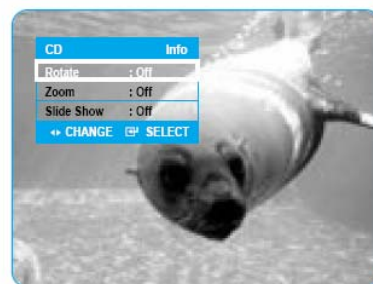 CD Info
Rotate : Off
Zoom : Off
Slide Show : Off
CHANGE SELECT